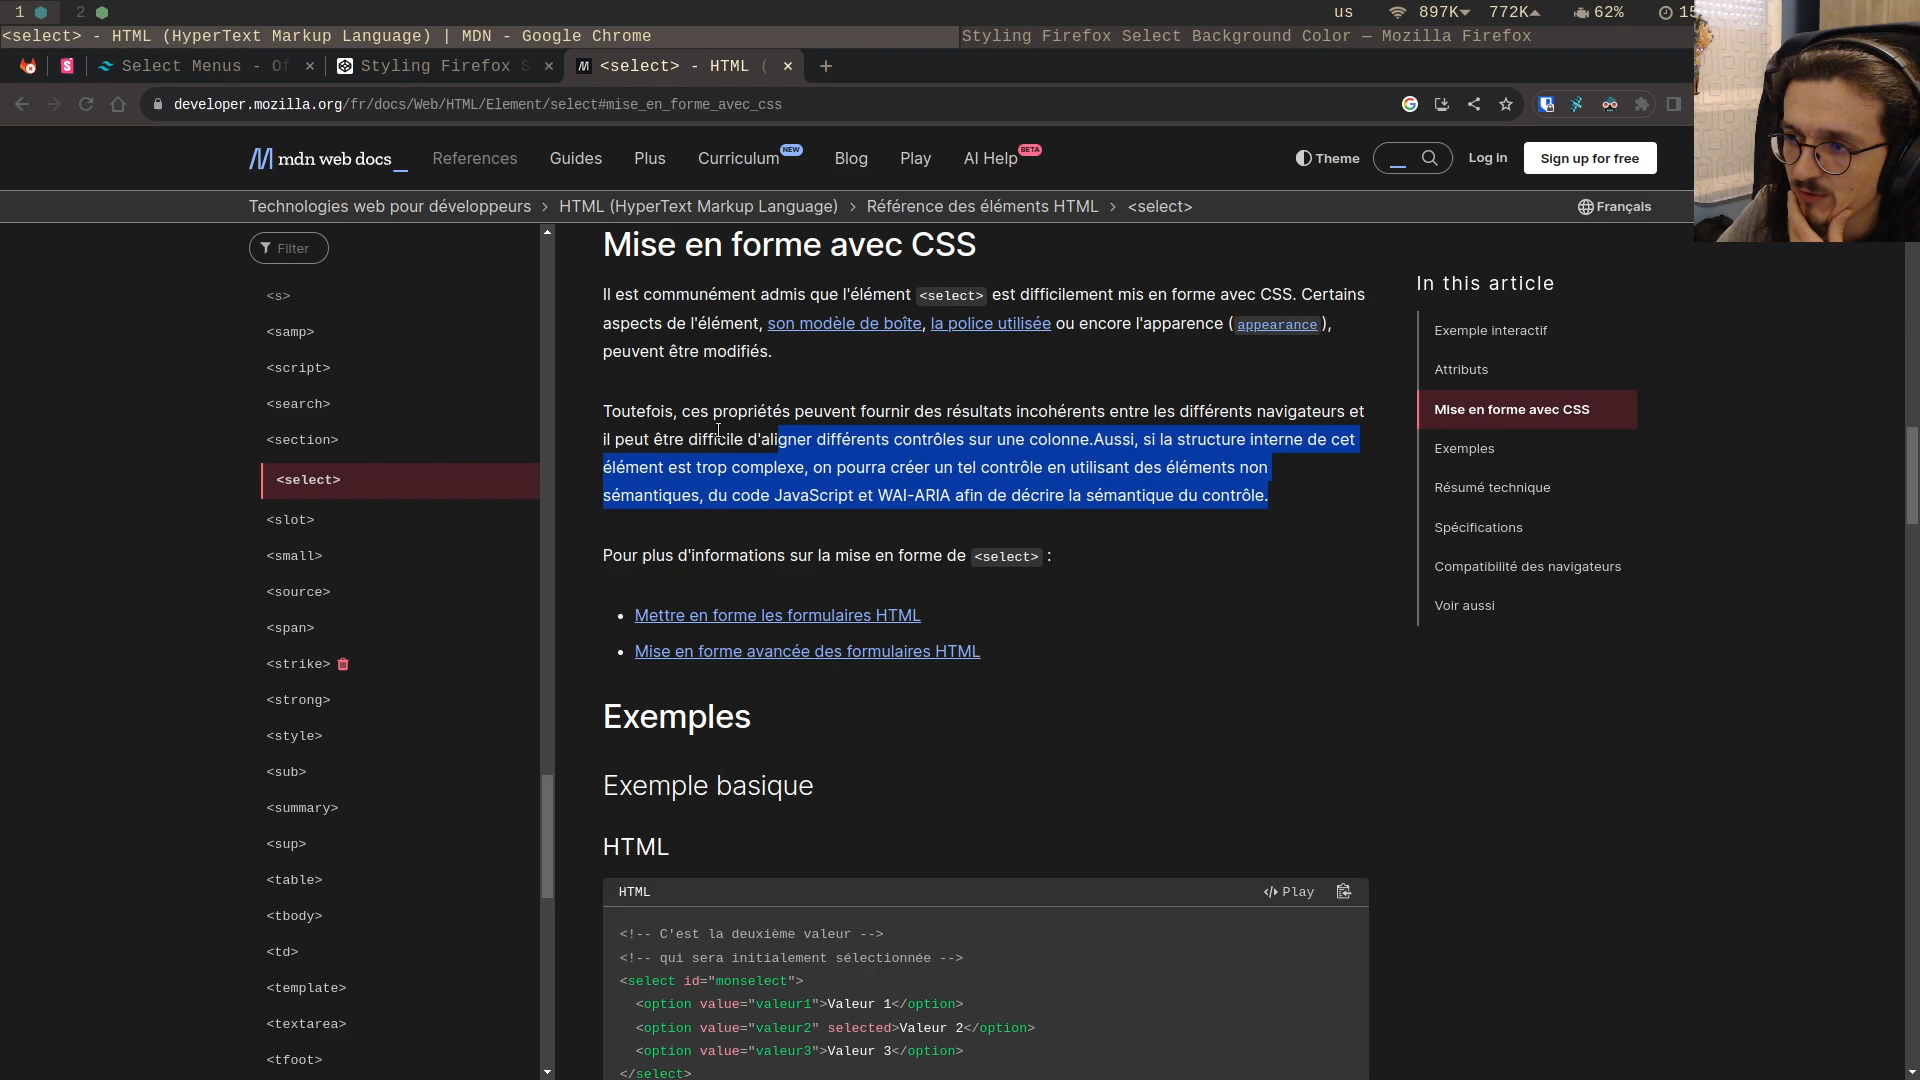 1 2 us 897K 772K 62% 15
<select> - HTML (HyperText Markup Language) | MDN - Google Chrome
Styling Firefox Select Background Color — Mozilla Firefox
Select Menus - Of
Styling Firefox S
<select> - HTML (
developer.mozilla.org/fr/docs/Web/HTML/Element/select#mise_en_forme_avec_css
mdn web docs_
References
Guides
Plus
Curriculum NEW
Blog
Play
AI Help BETA
Theme
Log in
Sign up for free
Technologies web pour développeurs > HTML (HyperText Markup Language) > Référence des éléments HTML > <select>
Français
Filter
<s>
<samp>
<script>
<search>
<section>
<select>
<slot>
<small>
<source>
<span>
<strike>
<strong>
<style>
<sub>
<summary>
<sup>
<table>
<tbody>
<td>
<template>
<textarea>
<tfoot>
Mise en forme avec CSS
Il est communément admis que l'élément <select> est difficilement mis en forme avec CSS. Certains
aspects de l'élément, son modèle de boîte, la police utilisée ou encore l'apparence (appearance),
peuvent être modifiés.
Toutefois, ces propriétés peuvent fournir des résultats incohérents entre les différents navigateurs et
il peut être difficile d'aligner différents contrôles sur une colonne.Aussi, si la structure interne de cet
élément est trop complexe, on pourra créer un tel contrôle en utilisant des éléments non
sémantiques, du code JavaScript et WAI-ARIA afin de décrire la sémantique du contrôle.
Pour plus d'informations sur la mise en forme de <select> :
• Mettre en forme les formulaires HTML
• Mise en forme avancée des formulaires HTML
Exemples
Exemple basique
HTML
HTML
Play
<!-- C'est la deuxième valeur -->
<!-- qui sera initialement sélectionnée -->
<select id="monselect">
<option value="valeur1">Valeur 1</option>
<option value="valeur2" selected>Valeur 2</option>
<option value="valeur3">Valeur 3</option>
</select>
In this article
Exemple interactif
Attributs
Mise en forme avec CSS
Exemples
Résumé technique
Spécifications
Compatibilité des navigateurs
Voir aussi